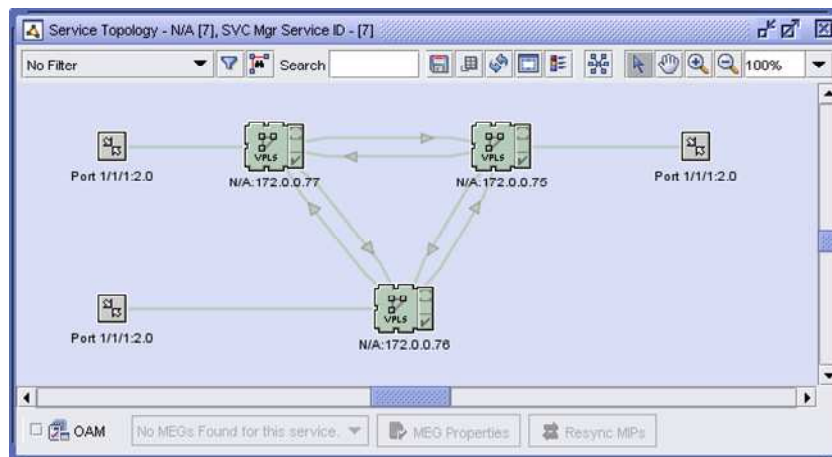 Service Topology - N/A [7], SVC Mgr Service ID - [7]
No Filter
Search
100%
Port 1/1/1:2.0
VPLS
N/A:172.0.0.77
VPLS
N/A:172.0.0.75
Port 1/1/1:2.0
Port 1/1/1:2.0
VPLS
N/A:172.0.0.76
OAM
No MEGs Found for this service.
MEG Properties
Resync MIPs